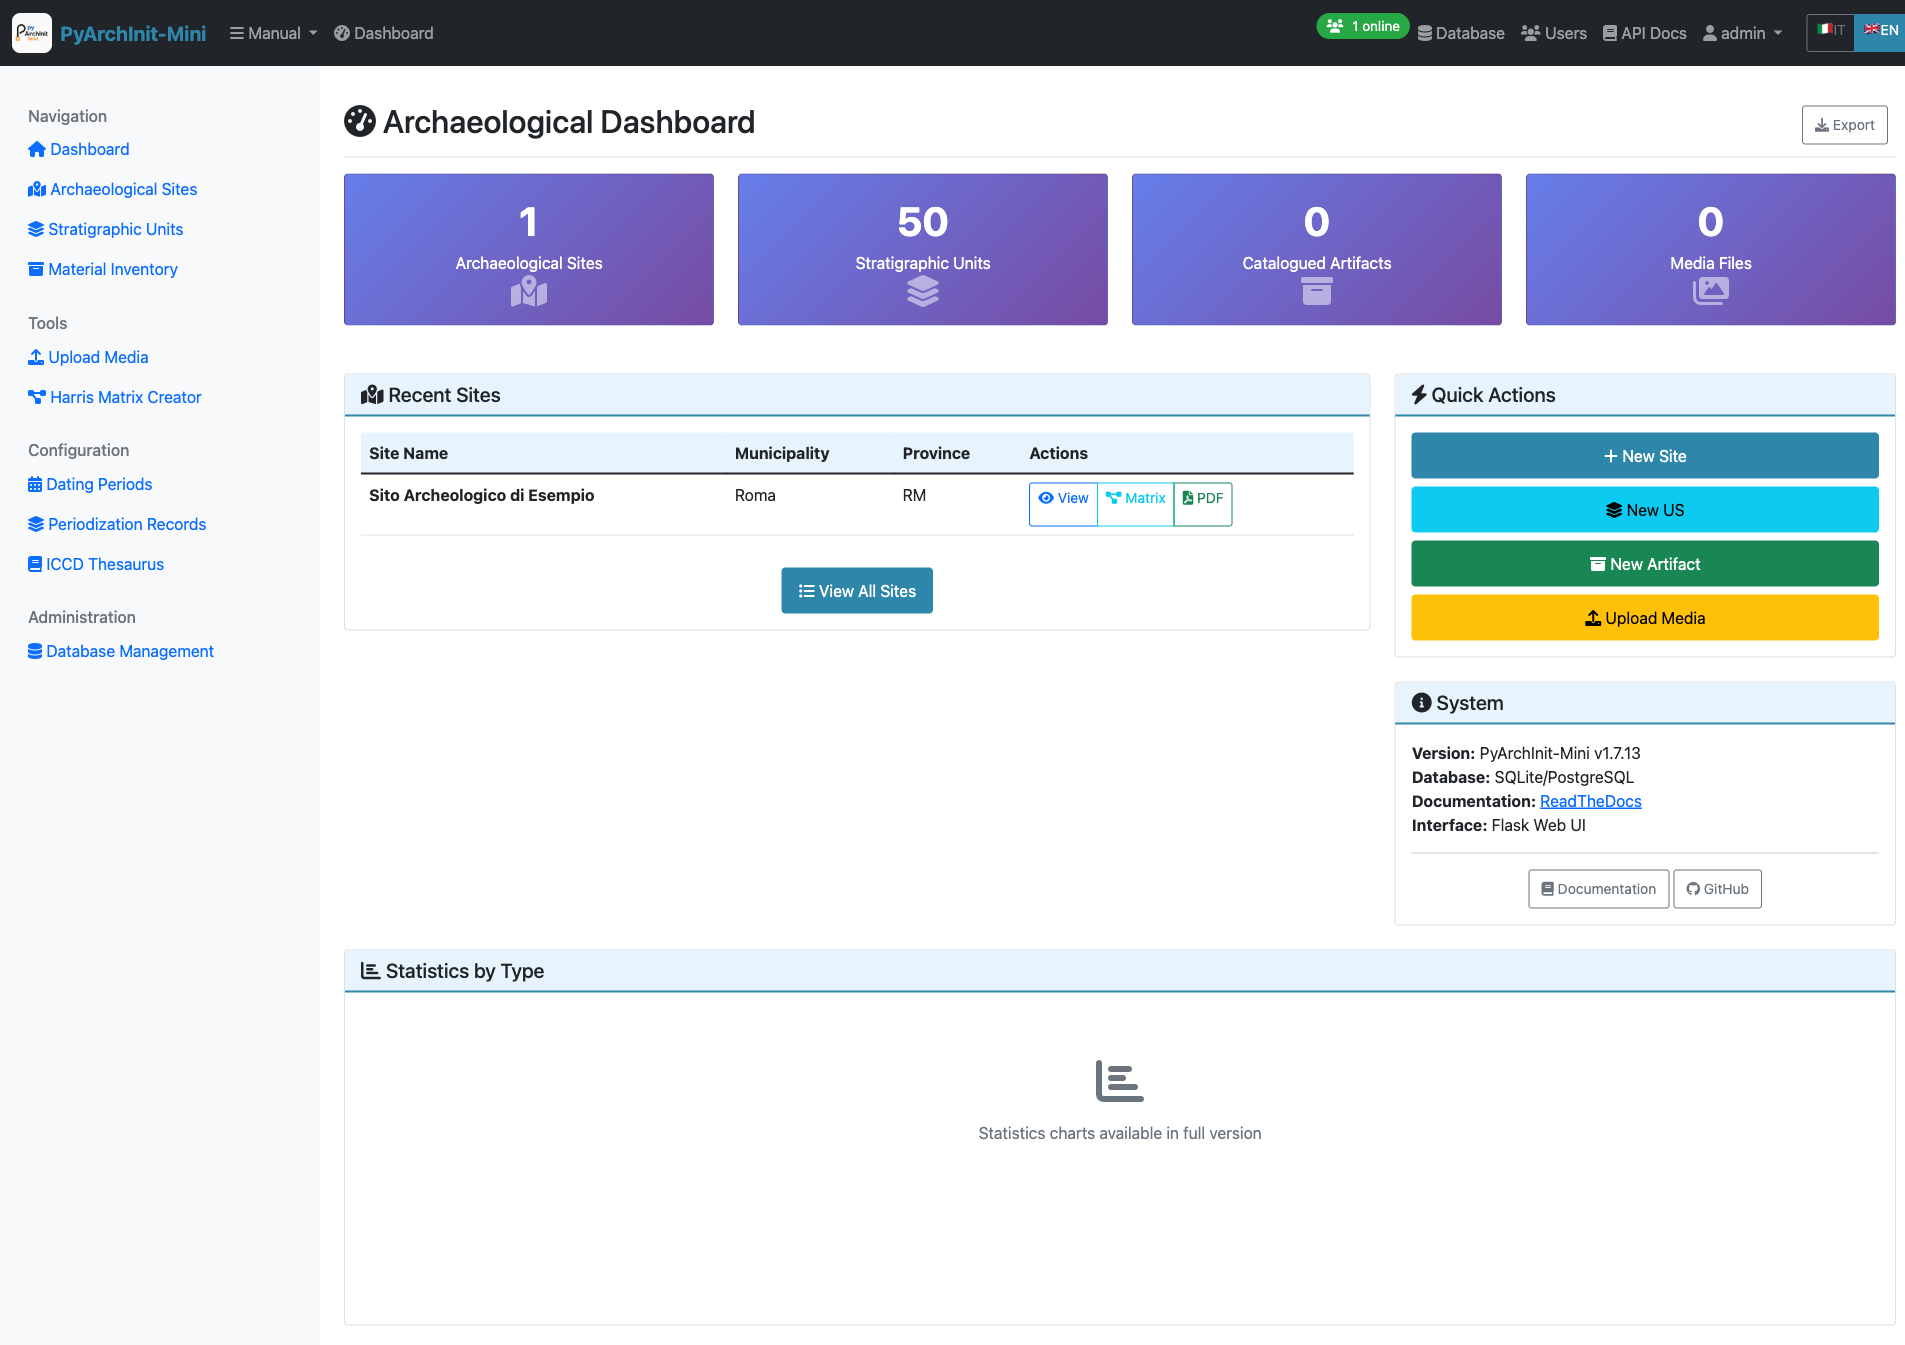 PyArchInit-Mini
Manual
Dashboard
1 online
Database
Users
API Docs
admin
IT
EN
Navigation
Dashboard
Archaeological Sites
Stratigraphic Units
Material Inventory
Tools
Upload Media
Harris Matrix Creator
Configuration
Dating Periods
Periodization Records
ICCD Thesaurus
Administration
Database Management
Archaeological Dashboard
Export
1
Archaeological Sites
50
Stratigraphic Units
0
Catalogued Artifacts
0
Media Files
Recent Sites
Site Name Municipality Province Actions
Sito Archeologico di Esempio Roma RM View Matrix PDF
View All Sites
Quick Actions
New Site
New US
New Artifact
Upload Media
System
Version: PyArchInit-Mini v1.7.13
Database: SQLite/PostgreSQL
Documentation: ReadTheDocs
Interface: Flask Web UI
Documentation
GitHub
Statistics by Type
Statistics charts available in full version